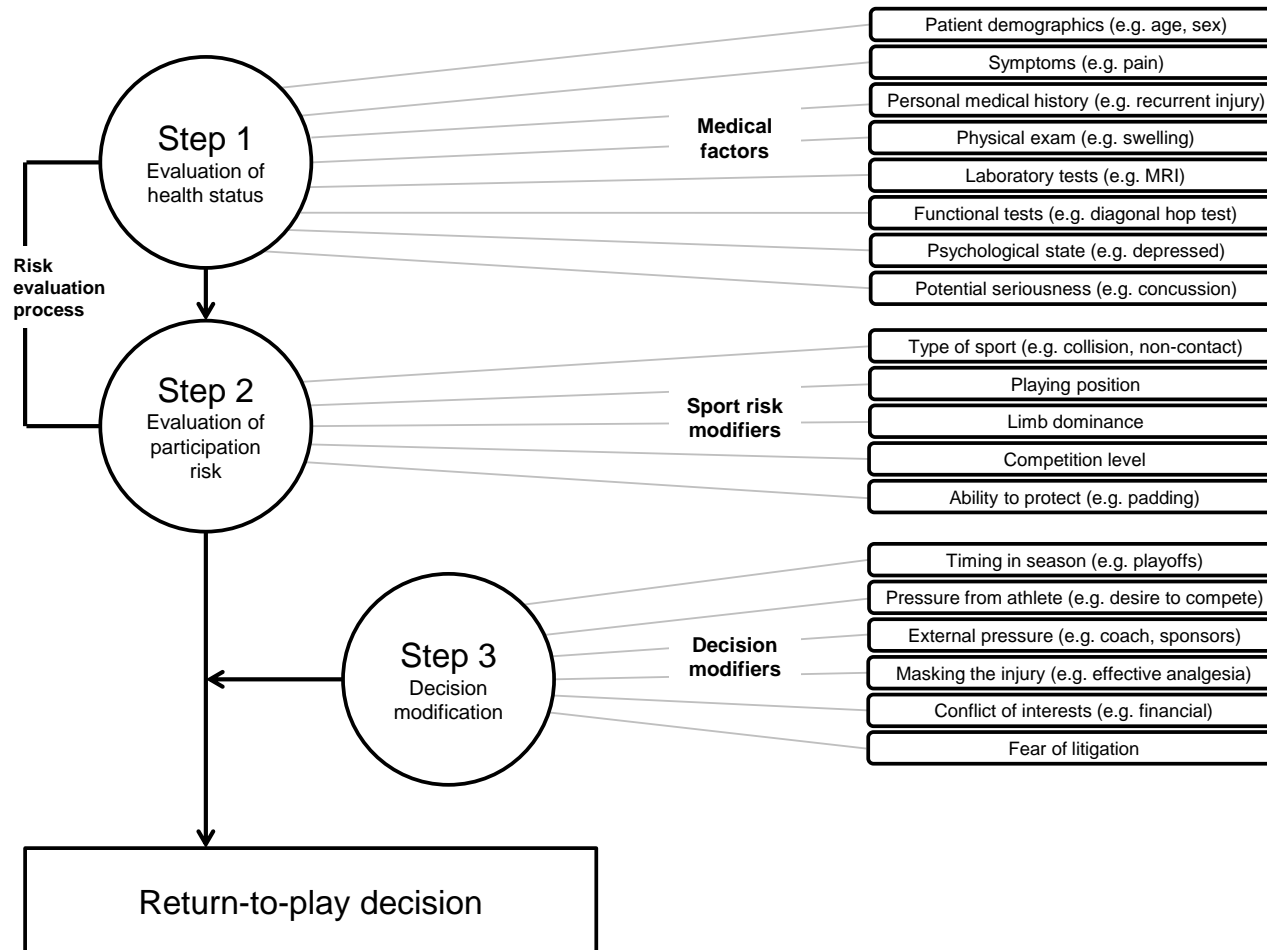 Step 1
Evaluation of
health status
Medical
factors
Patient demographics (e.g. age, sex)
Symptoms (e.g. pain)
Personal medical history (e.g. recurrent injury)
Physical exam (e.g. swelling)
Laboratory tests (e.g. MRI)
Functional tests (e.g. diagonal hop test)
Psychological state (e.g. depressed)
Potential seriousness (e.g. concussion)
Risk
evaluation
process
Step 2
Evaluation of
participation
risk
Sport risk
modifiers
Type of sport (e.g. collision, non-contact)
Playing position
Limb dominance
Competition level
Ability to protect (e.g. padding)
Step 3
Decision
modification
Decision
modifiers
Timing in season (e.g. playoffs)
Pressure from athlete (e.g. desire to compete)
External pressure (e.g. coach, sponsors)
Masking the injury (e.g. effective analgesia)
Conflict of interests (e.g. financial)
Fear of litigation
Return-to-play decision